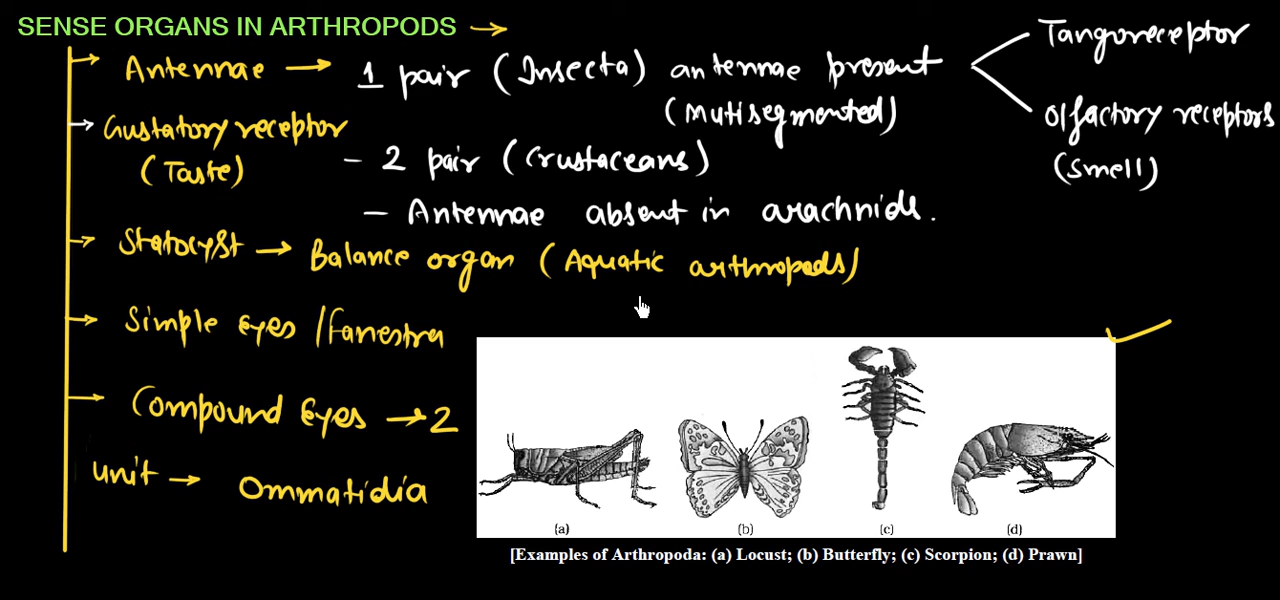 SENSE ORGANS IN ARTHROPODS →
Antennae → 1 pair (Insecta) antennae present
(Mutisegmented)
Tangoreceptor
Olfactory receptors
(Smell)
Gustatory receptor
(Taste)
- 2 pair (Crustaceans)
- Antennae absent in arachnids.
Statocyst → Balance organ (Aquatic arthropods)
Simple eyes / Fanestra
Compound Eyes → 2
unit → Ommatidia
(a) (b) (c) (d)
[Examples of Arthropoda: (a) Locust; (b) Butterfly; (c) Scorpion; (d) Prawn]